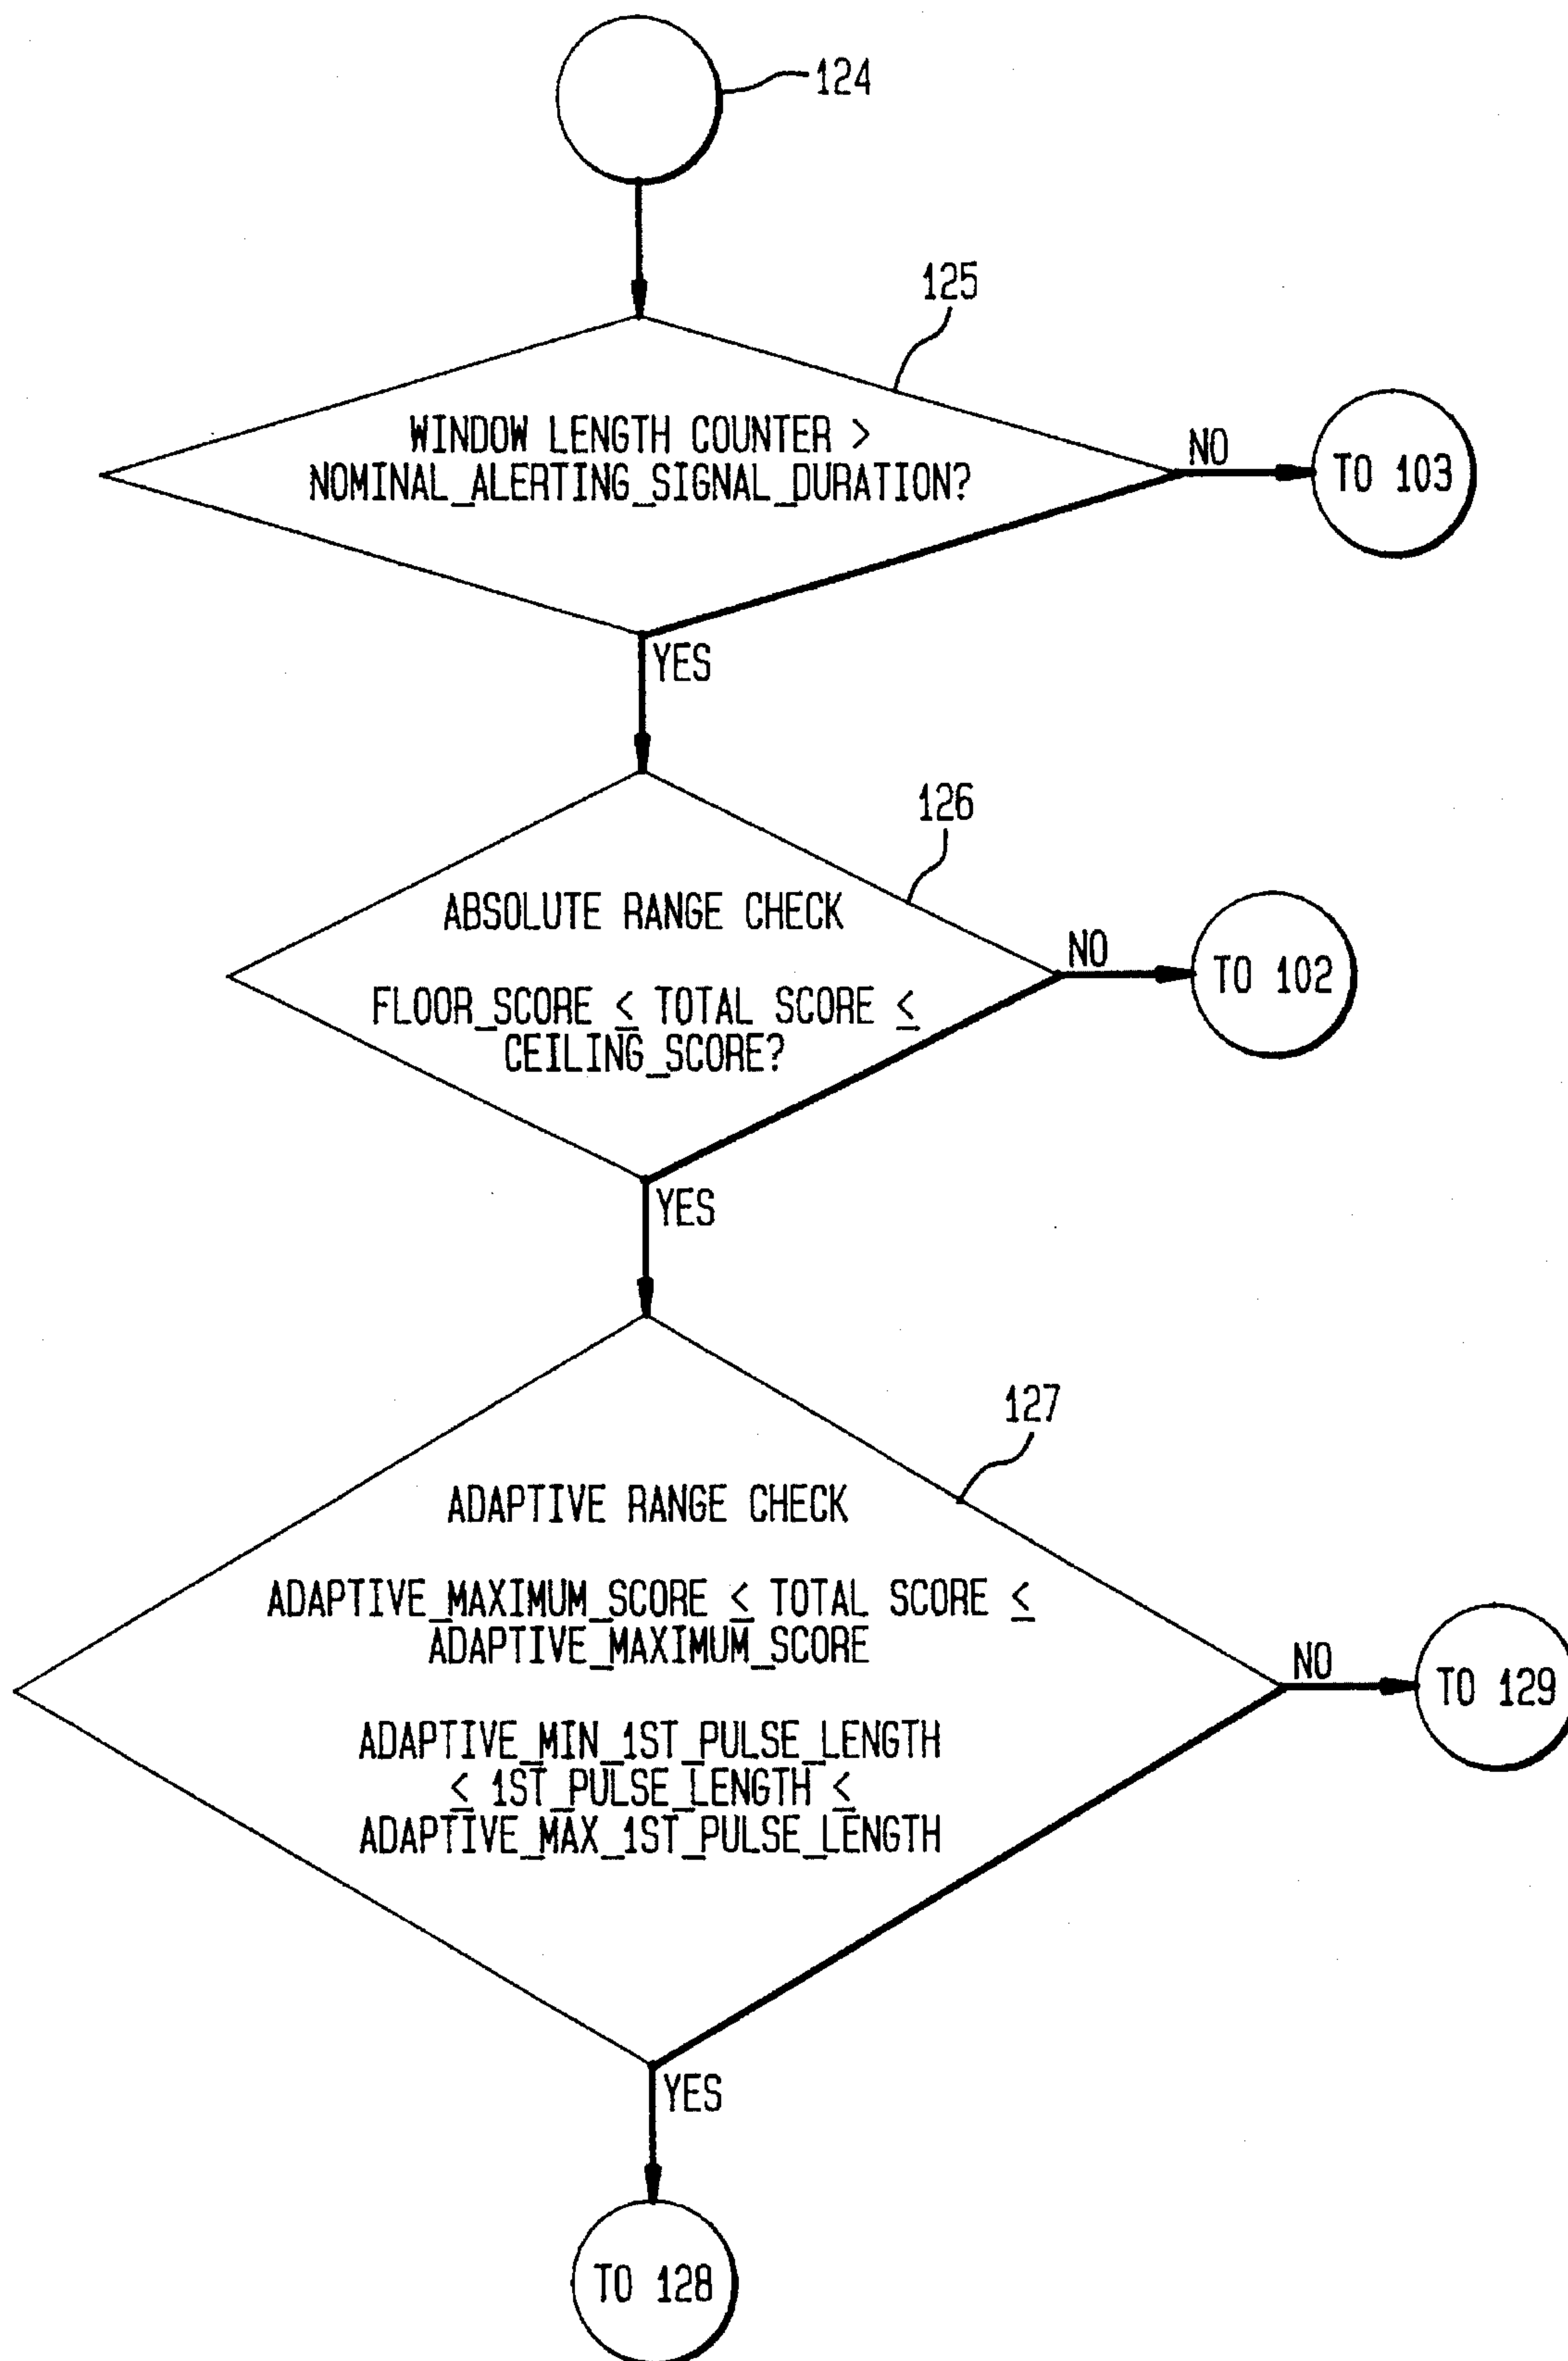 124
125
WINDOW LENGTH COUNTER >
NOMINAL_ALERTING_SIGNAL_DURATION?
NO
TO 103
YES
126
ABSOLUTE RANGE CHECK
NO
TO 102
FLOOR_SCORE ≤ TOTAL SCORE ≤
CEILING_SCORE?
YES
127
ADAPTIVE RANGE CHECK
ADAPTIVE_MAXIMUM_SCORE ≤ TOTAL SCORE ≤
ADAPTIVE_MAXIMUM_SCORE
NO
TO 129
ADAPTIVE_MIN_1ST_PULSE_LENGTH
≤ 1ST_PULSE_LENGTH ≤
ADAPTIVE_MAX_1ST_PULSE_LENGTH
YES
TO 128